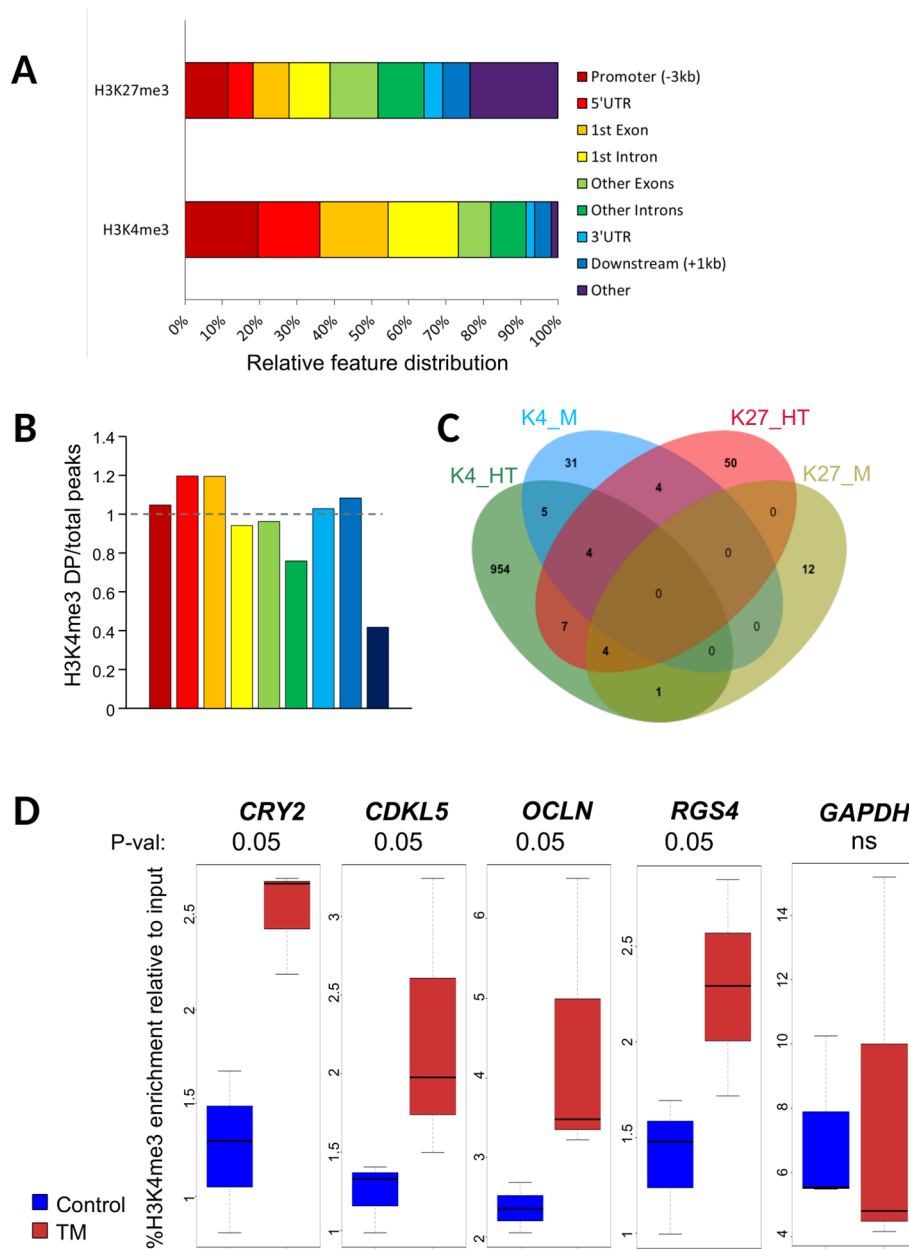 A
H3K27me3
H3K4me3
Promoter (-3kb)
5'UTR
1st Exon
1st Intron
Other Exons
Other Introns
3'UTR
Downstream (+1kb)
Other
0% 10% 20% 30% 40% 50% 60% 70% 80% 90% 100%
Relative feature distribution
B
H3K4me3 DP/total peaks
1.4
1.2
1
0.8
0.6
0.4
0.2
0
C
K4_M K27_HT
K4_HT K27_M
31 50
4
5 0
4 0
954 12
0
7 0
4 0
1
D
CRY2 CDKL5 OCLN RGS4 GAPDH
P-val: 0.05 0.05 0.05 0.05 ns
%H3K4me3 enrichment relative to input
2.5
2
1.5
1
3
2.5
2
1.5
1
6
5
4
3
2
2.5
2
1.5
1
14
12
10
8
6
4
Control
TM